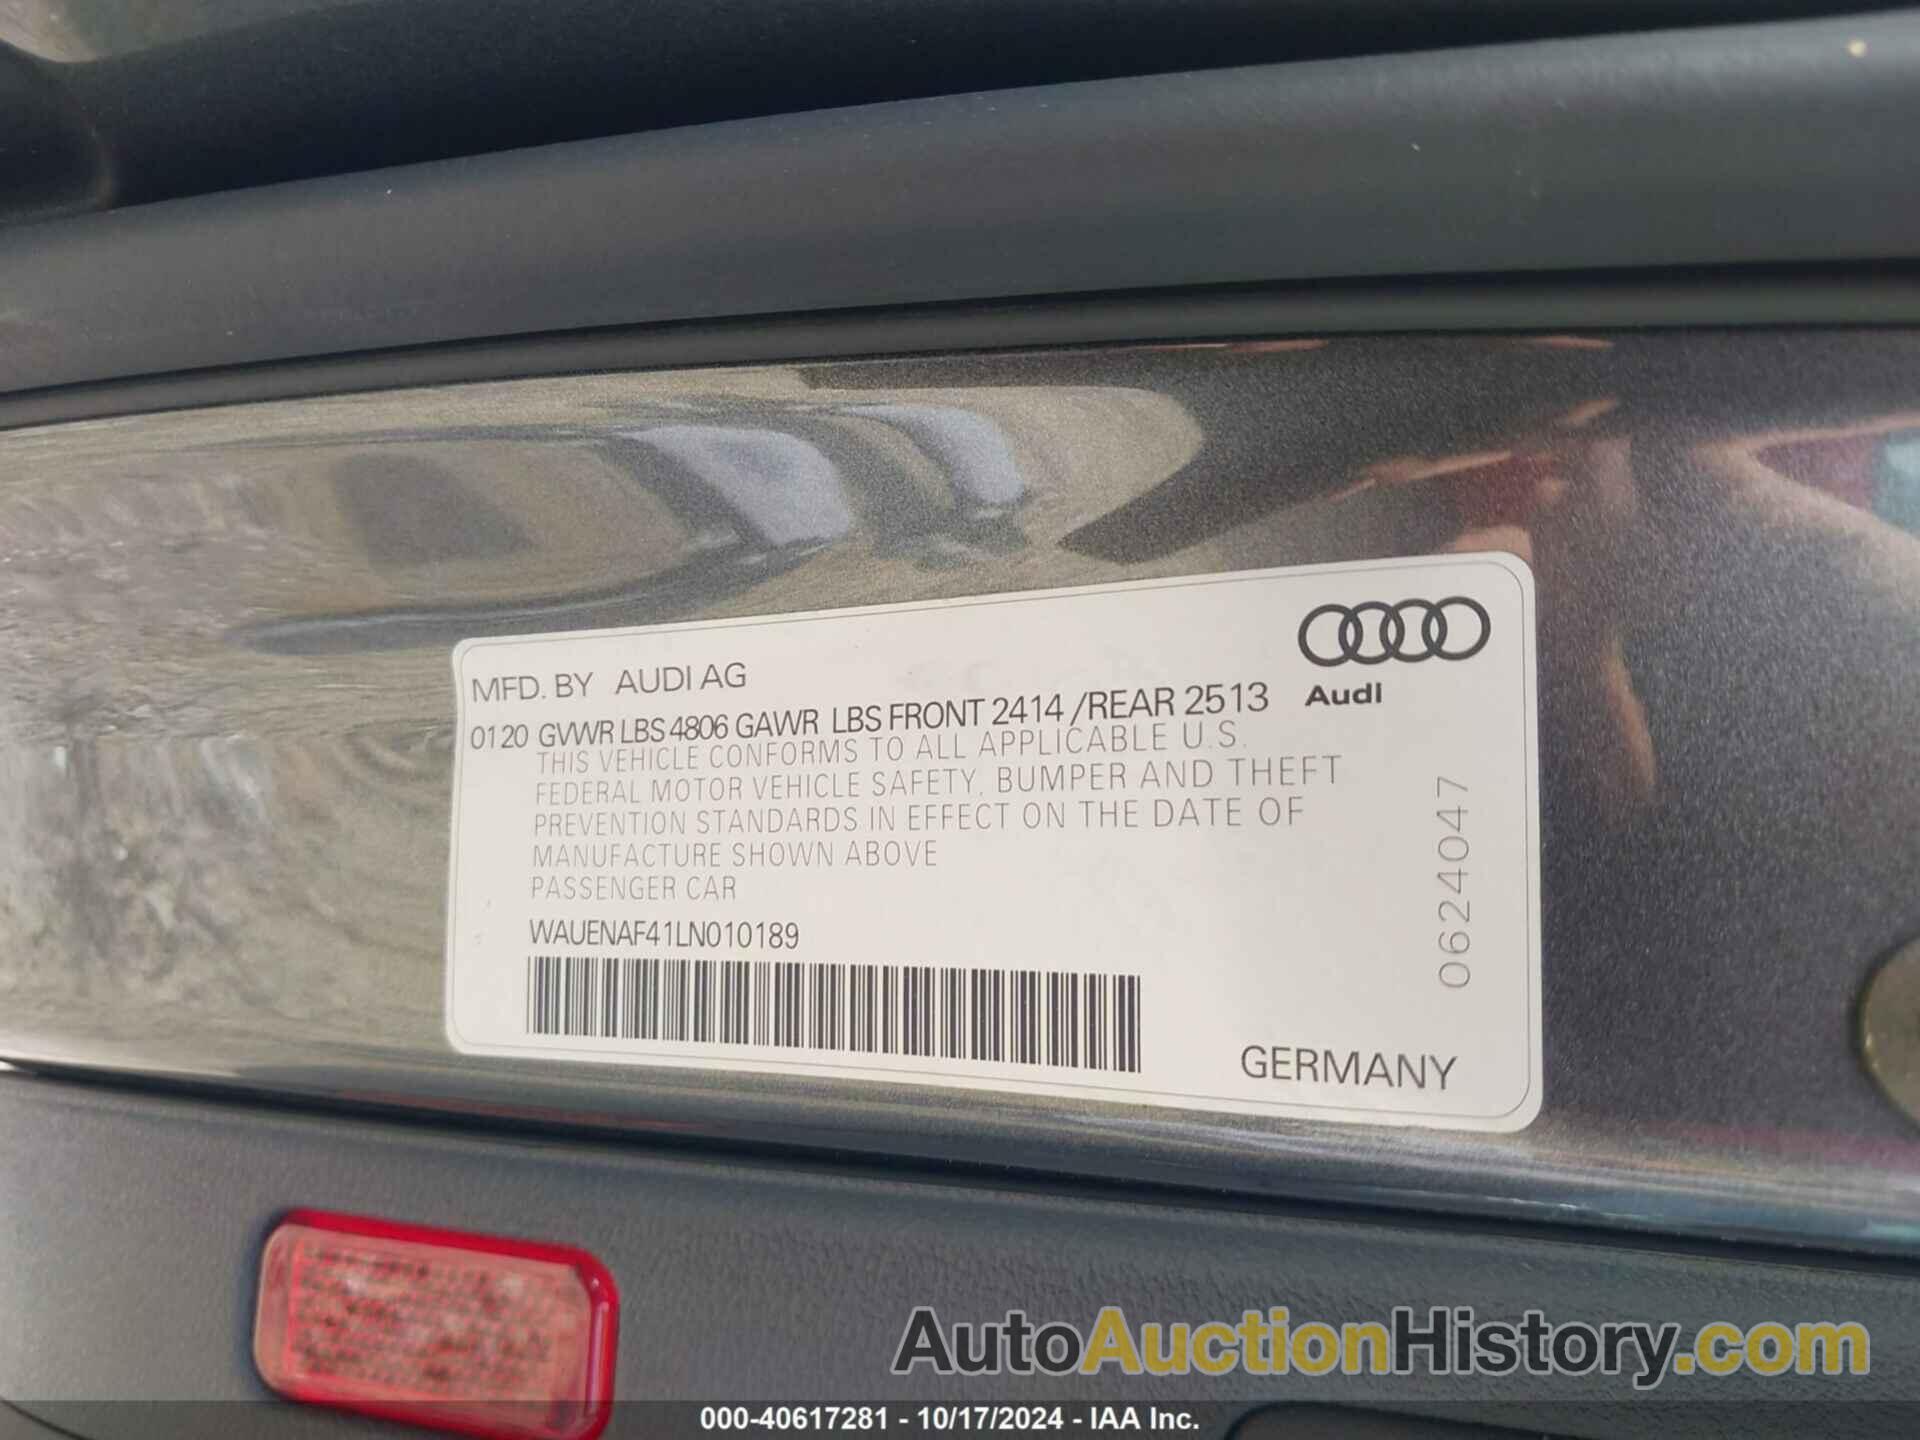 MFD. BY AUDI AG
0120 GVWR LBS 4806 GAWR LBS FRONT 2414 /REAR 2513
THIS VEHICLE CONFORMS TO ALL APPLICABLE U.S.
FEDERAL MOTOR VEHICLE SAFETY, BUMPER AND THEFT
PREVENTION STANDARDS IN EFFECT ON THE DATE OF
MANUFACTURE SHOWN ABOVE
PASSENGER CAR
WAUENAF41LN010189
Audi
0624047
GERMANY
AutoAuctionHistory.com
000-40617281 - 10/17/2024 - IAA Inc.